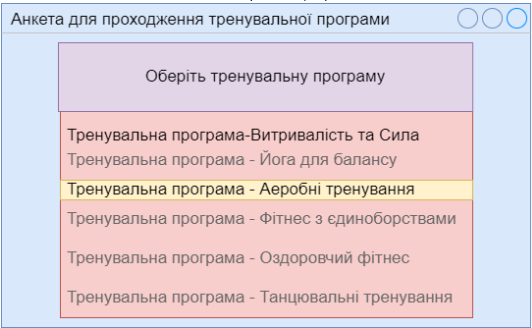 Анкета для проходження тренувальної програми
Оберіть тренувальну програму
Тренувальна програма-Витривалість та Сила
Тренувальна програма - Йога для балансу
Тренувальна програма - Аеробні тренування
Тренувальна програма - Фітнес з єдиноборствами
Тренувальна програма - Оздоровчий фітнес
Тренувальна програма - Танцювальні тренування